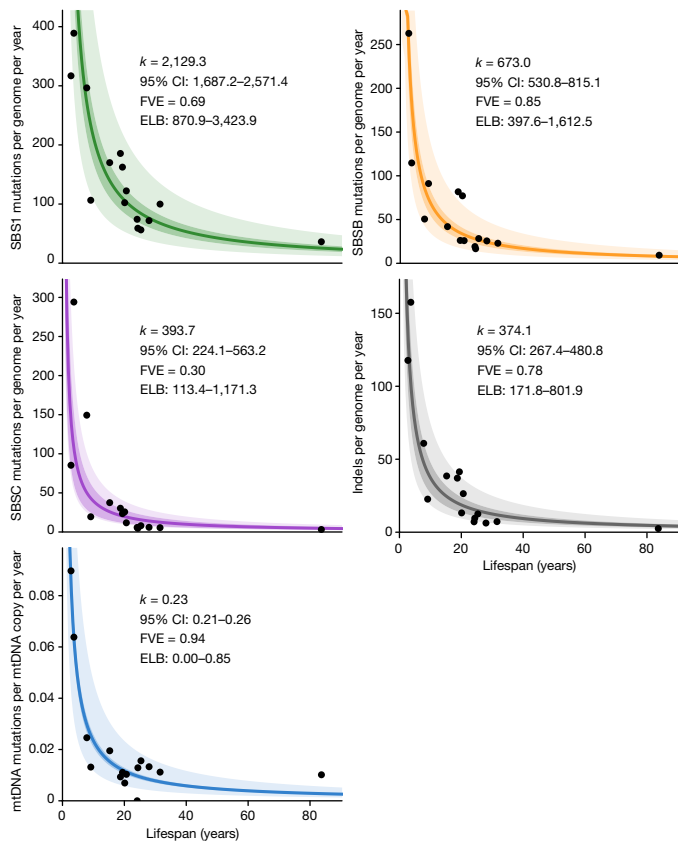 SBS1 mutations per genome per year
400
300
200
100
0
k = 2,129.3
95% CI: 1,687.2–2,571.4
FVE = 0.69
ELB: 870.9–3,423.9
SBSB mutations per genome per year
250
200
150
100
50
0
k = 673.0
95% CI: 530.8–815.1
FVE = 0.85
ELB: 397.6–1,612.5
SBSC mutations per genome per year
300
250
200
150
100
50
0
k = 393.7
95% CI: 224.1–563.2
FVE = 0.30
ELB: 113.4–1,171.3
Indels per genome per year
150
100
50
0
k = 374.1
95% CI: 267.4–480.8
FVE = 0.78
ELB: 171.8–801.9
0 20 40 60 80
Lifespan (years)
mtDNA mutations per mtDNA copy per year
0.08
0.06
0.04
0.02
0
k = 0.23
95% CI: 0.21–0.26
FVE = 0.94
ELB: 0.00–0.85
0 20 40 60 80
Lifespan (years)